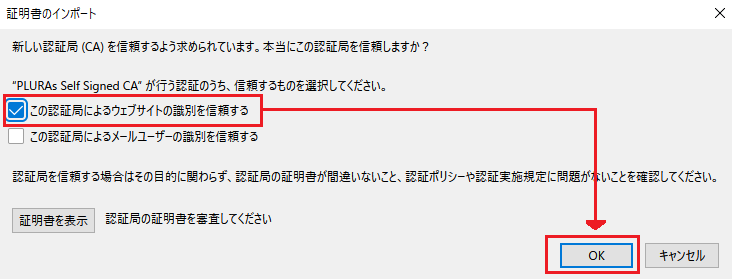 証明書のインポート
新しい認証局 (CA) を信頼するよう求められています。本当にこの認証局を信頼しますか？
“PLURAs Self Signed CA” が行う認証のうち、信頼するものを選択してください。
この認証局によるウェブサイトの識別を信頼する
この認証局によるメールユーザーの識別を信頼する
認証局を信頼する場合はその目的に関わらず、認証局の証明書が間違いないこと、認証ポリシーや認証実施規定に問題がないことを確認してください。
証明書を表示 認証局の証明書を審査してください
OK キャンセル